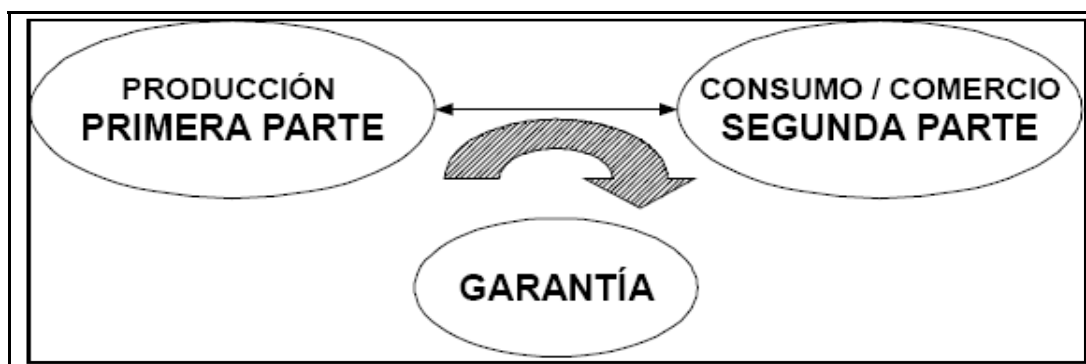 PRODUCCIÓN
PRIMERA PARTE
CONSUMO / COMERCIO
SEGUNDA PARTE
GARANTÍA